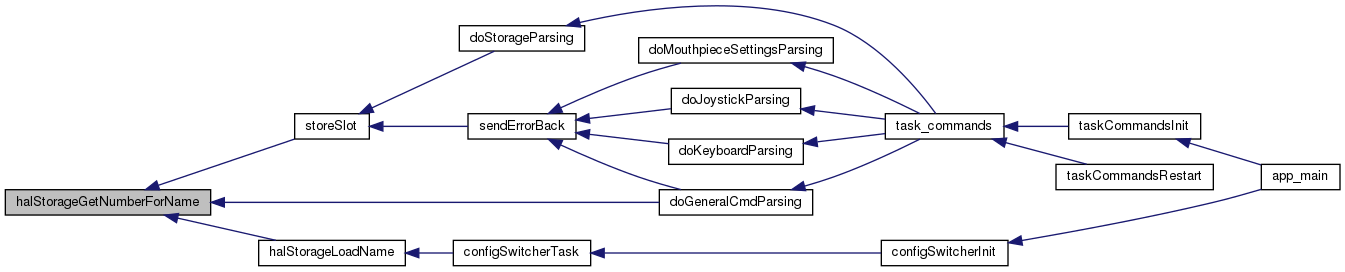 doStorageParsing
doMouthpieceSettingsParsing
doJoystickParsing
storeSlot
sendErrorBack
task_commands
taskCommandsInit
doKeyboardParsing
taskCommandsRestart
app_main
halStorageGetNumberForName
doGeneralCmdParsing
halStorageLoadName
configSwitcherTask
configSwitcherInit